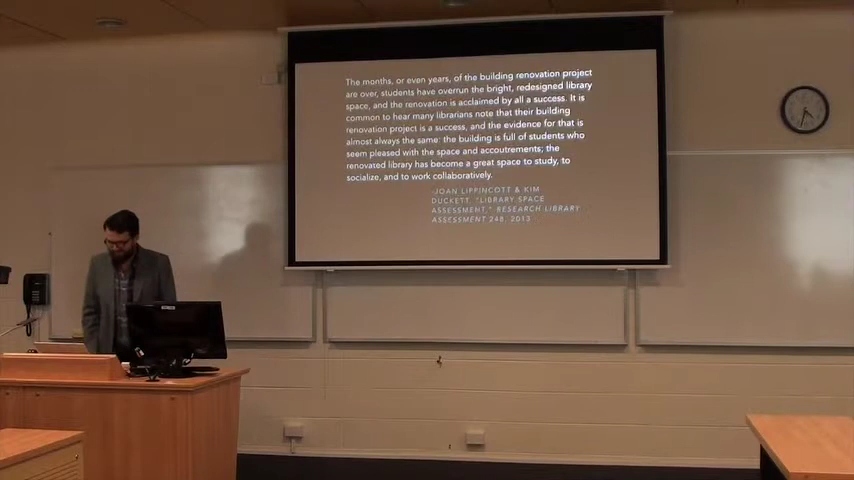 The months, or even years, of the building renovation project
are over, students have overrun the bright, redesigned library
space, and the renovation is acclaimed by all a success. It is
common to hear many librarians note that their building
renovation project is a success, and the evidence for that is
almost always the same: the building is full of students who
seem pleased with the space and accoutrements; the
renovated library has become a great space to study, to
socialize, and to work collaboratively.
-JOAN LIPPINCOTT & KIM
DUCKETT, "LIBRARY SPACE
ASSESSMENT," RESEARCH LIBRARY
ASSESSMENT 248, 2013